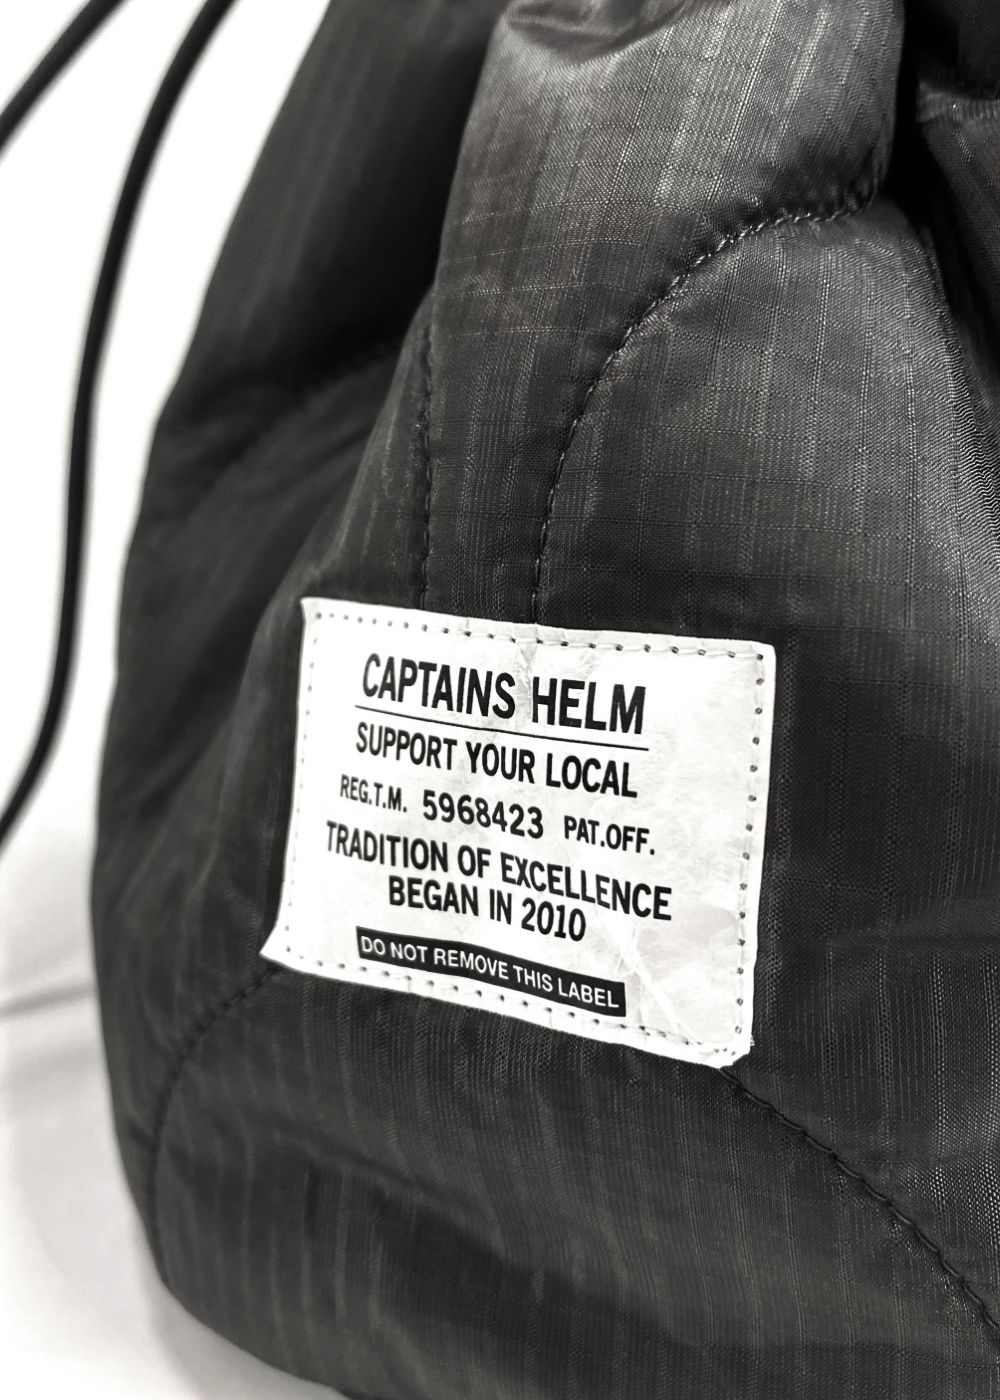 CAPTAINS HELM
SUPPORT YOUR LOCAL
REG.T.M. 5968423 PAT.OFF.
TRADITION OF EXCELLENCE
BEGAN IN 2010
DO NOT REMOVE THIS LABEL